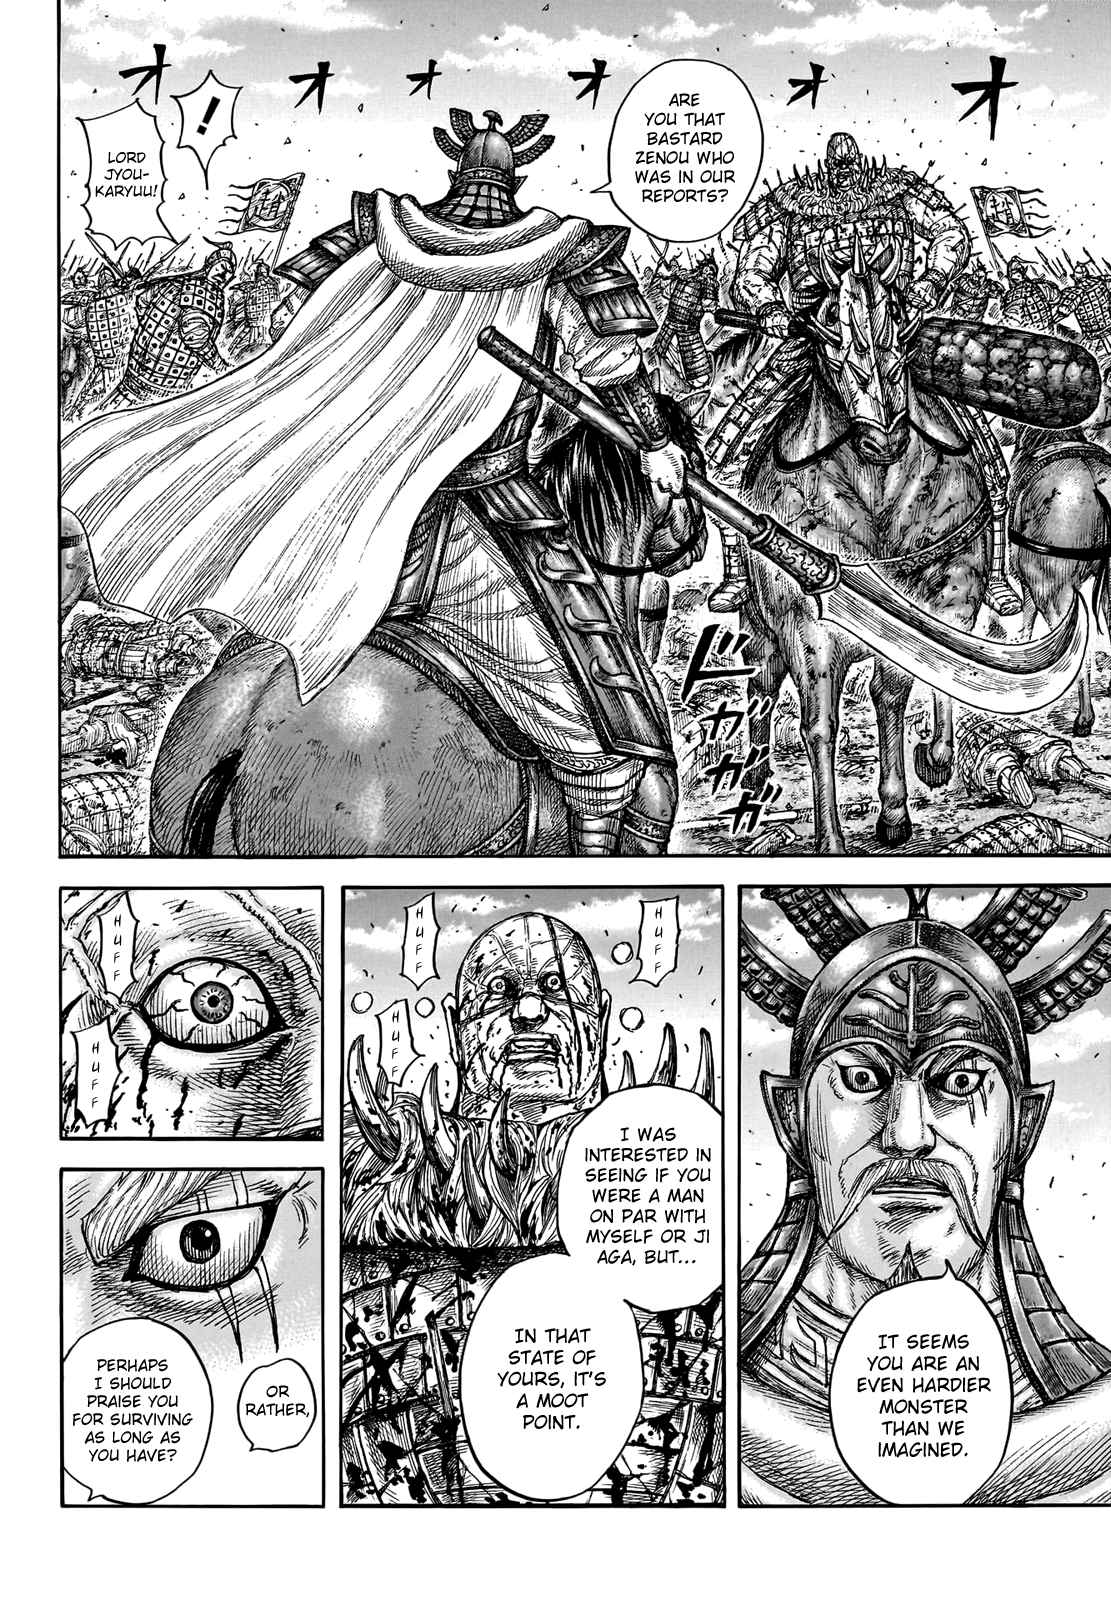 オ
オ
オ
オ
オ
オ
ARE
YOU THAT
BASTARD
ZENOU WHO
WAS IN OUR
REPORTS?
!
LORD
JYOU-
KARYUU!
趙
ドガガガッ
IT SEEMS
YOU ARE AN
EVEN HARDIER
MONSTER
THAN WE
IMAGINED.
HUFF
HUFF
HUFF
I WAS
INTERESTED IN
SEEING IF YOU
WERE A MAN
ON PAR WITH
MYSELF OR JI
AGA, BUT...
IN THAT
STATE OF
YOURS, IT'S
A MOOT
POINT.
HUFF
HUFF
OR
RATHER,
PERHAPS
I SHOULD
PRAISE YOU
FOR SURVIVING
AS LONG AS
YOU HAVE?